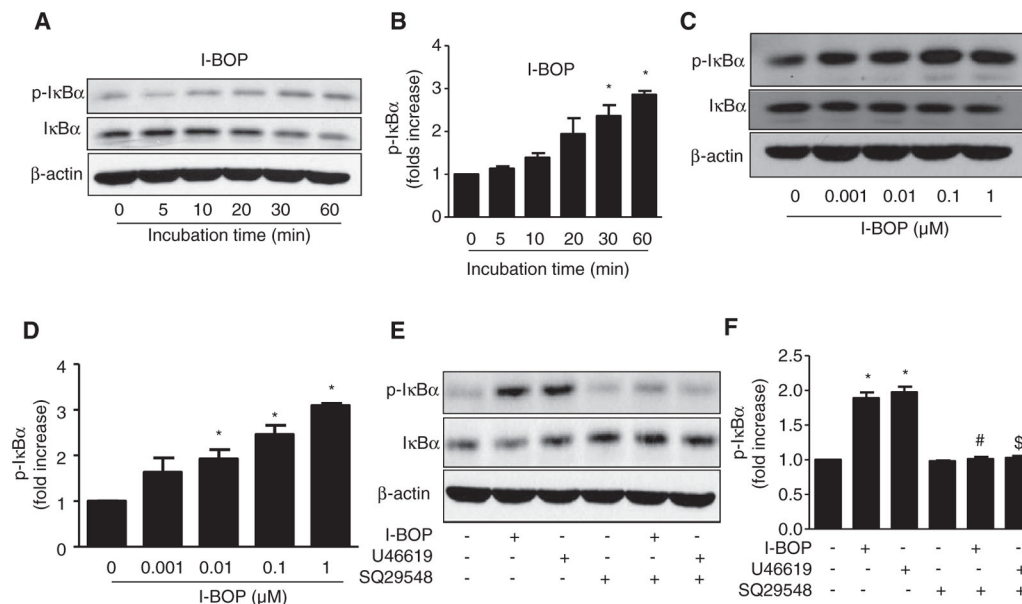 A
I-BOP
p-IκBα
IκBα
β-actin
0 5 10 20 30 60
Incubation time (min)
B
4
3
2
1
0
p-IκBα
(folds increase)
I-BOP
* *
0 5 10 20 30 60
Incubation time (min)
C
p-IκBα
IκBα
β-actin
0 0.001 0.01 0.1 1
I-BOP (µM)
D
4
3
2
1
0
p-IκBα
(fold increase)
* * *
0 0.001 0.01 0.1 1
I-BOP (µM)
E
p-IκBα
IκBα
β-actin
I-BOP - + - - + -
U46619 - - + - - +
SQ29548 - - - + + +
F
2.5
2.0
1.5
1.0
0.5
0.0
p-IκBα
(fold increase)
* * # $
I-BOP - + - - + -
U46619 - - + - - +
SQ29548 - - - + + +